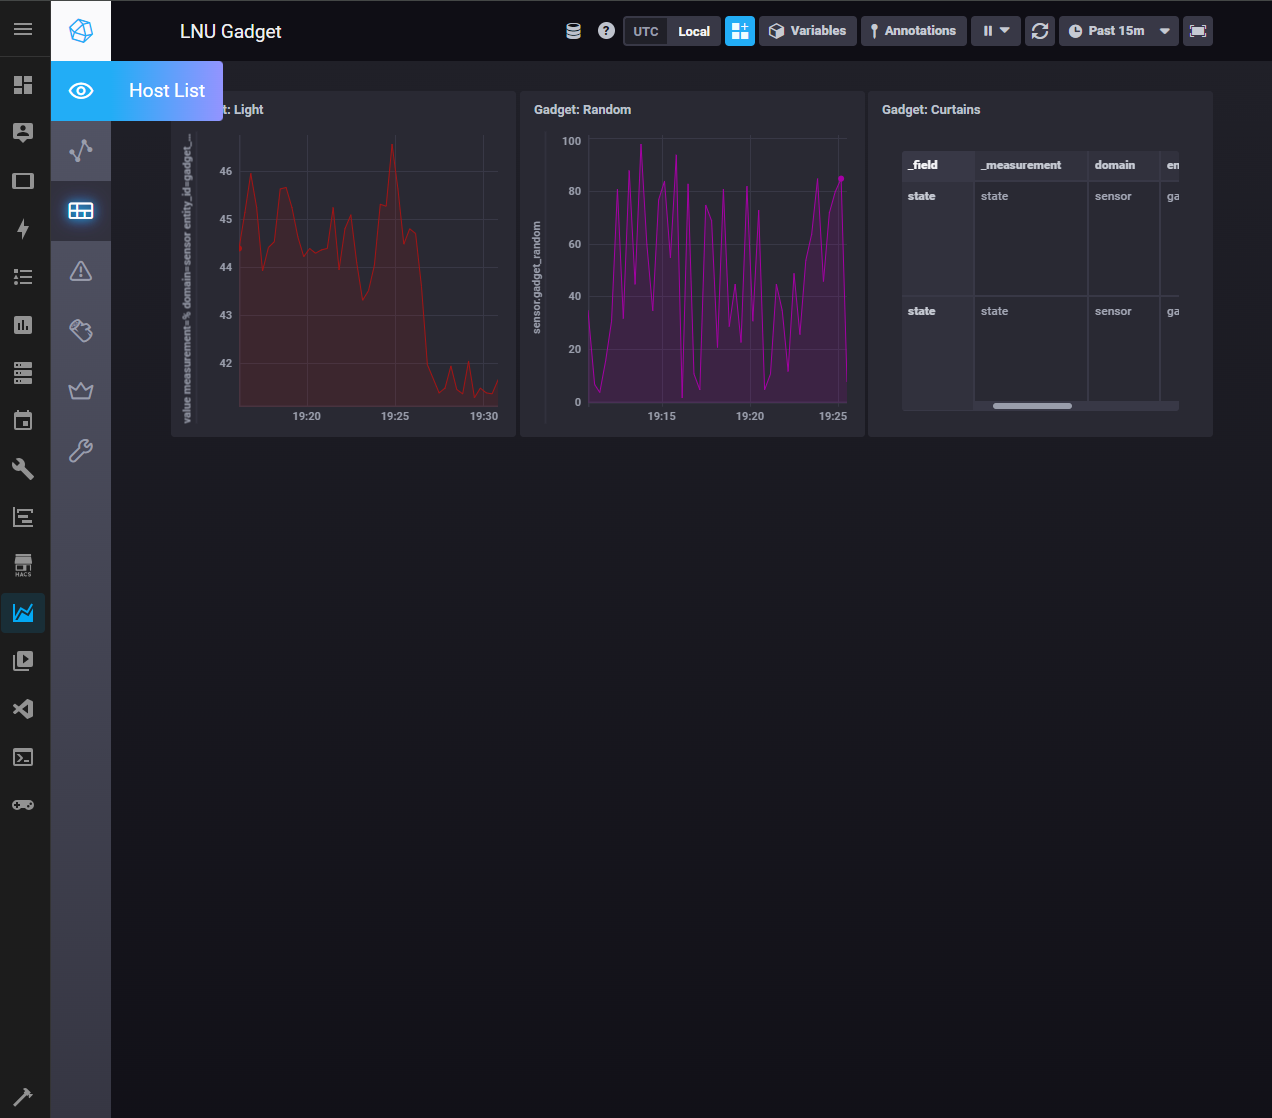 LNU Gadget
UTC
Local
Variables
Annotations
Past 15m
Host List
t: Light
value measurement=% domain=sensor entity_id=gadget_...
46
45
44
43
42
19:20
19:25
19:30
Gadget: Random
sensor.gadget_random
100
80
60
40
20
0
19:15
19:20
19:25
Gadget: Curtains
_field
_measurement
domain
en
state
state
sensor
ga
state
state
sensor
ga
HACS